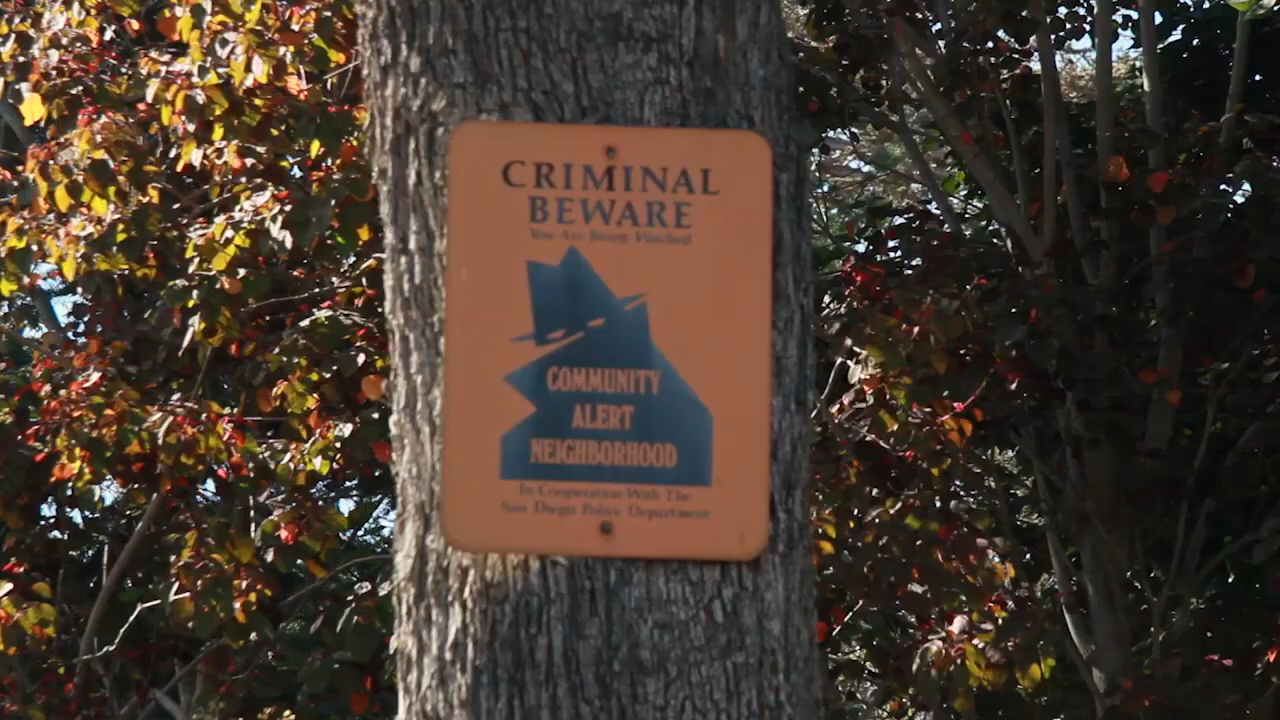 CRIMINAL
BEWARE
You Are Being Watched
COMMUNITY
ALERT
NEIGHBORHOOD
In Cooperation With The
San Diego Police Department